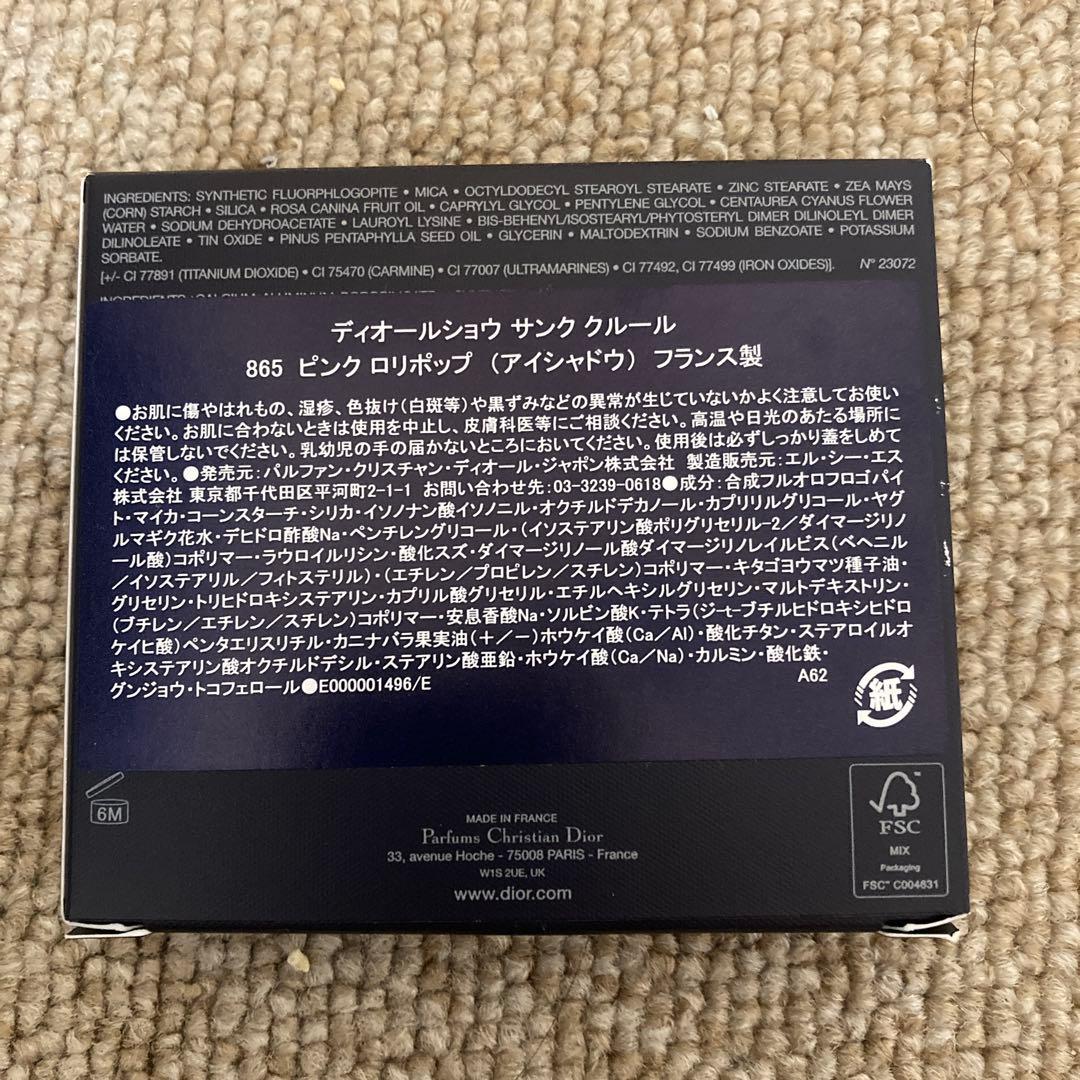 INGREDIENTS: SYNTHETIC FLUORPHLOGOPITE • MICA • OCTYLDODECYL STEAROYL STEARATE • ZINC STEARATE • ZEA MAYS
(CORN) STARCH • SILICA • ROSA CANINA FRUIT OIL • CAPRYLYL GLYCOL • PENTYLENE GLYCOL • CENTAUREA CYANUS FLOWER
WATER • SODIUM DEHYDROACETATE • LAUROYL LYSINE • BIS-BEHENYL/ISOSTEARYL/PHYTOSTERYL DIMER DILINOLEYL DIMER
DILINOLEATE • TIN OXIDE • PINUS PENTAPHYLLA SEED OIL • GLYCERIN • MALTODEXTRIN • SODIUM BENZOATE • POTASSIUM
SORBATE.
[+/- CI 77891 (TITANIUM DIOXIDE) • CI 75470 (CARMINE) • CI 77007 (ULTRAMARINES) • CI 77492, CI 77499 (IRON OXIDES)]. N° 23072
ディオールショウ サンク クルール
865 ピンク ロリポップ （アイシャドウ） フランス製
●お肌に傷やはれもの、湿疹、色抜け(白斑等)や黒ずみなどの異常が生じていないかよく注意してお使い
ください。お肌に合わないときは使用を中止し、皮膚科医等にご相談ください。高温や日光のあたる場所に
は保管しないでください。乳幼児の手の届かないところにおいてください。使用後は必ずしっかり蓋をしめて
ください。●発売元：パルファン・クリスチャン・ディオール・ジャポン株式会社 製造販売元：エル・シー・エス
株式会社 東京都千代田区平河町2-1-1 お問い合わせ先：03-3239-0618●成分：合成フルオロフロゴパイ
ト・マイカ・コーンスターチ・シリカ・イソノナン酸イソノニル・オクチルドデカノール・カプリリルグリコール・ヤグ
ルマギク花水・デヒドロ酢酸Na・ペンチレングリコール・(イソステアリン酸ポリグリセリル-2／ダイマージリノ
ール酸)コポリマー・ラウロイルリシン・酸化スズ・ダイマージリノール酸ダイマージリノレイルビス(ベヘニル
／イソステアリル／フィトステリル)・(エチレン／プロピレン／スチレン)コポリマー・キタゴヨウマツ種子油・
グリセリン・トリヒドロキシステアリン・カプリル酸グリセリル・エチルヘキシルグリセリン・マルトデキストリン・
(ブチレン／エチレン／スチレン)コポリマー・安息香酸Na・ソルビン酸K・テトラ(ジ-t-ブチルヒドロキシヒドロ
ケイヒ酸)ペンタエリスリチル・カニナバラ果実油(＋／－)ホウケイ酸(Ca／Al)・酸化チタン・ステアロイルオ
キシステアリン酸オクチルドデシル・ステアリン酸亜鉛・ホウケイ酸(Ca／Na)・カルミン・酸化鉄・
グンジョウ・トコフェロール●E000001496/E A62
紙
6M
MADE IN FRANCE
Parfums Christian Dior
33, avenue Hoche - 75008 PARIS - France
W1S 2UE, UK
www.dior.com
FSC
MIX
Packaging
FSC™ C004631